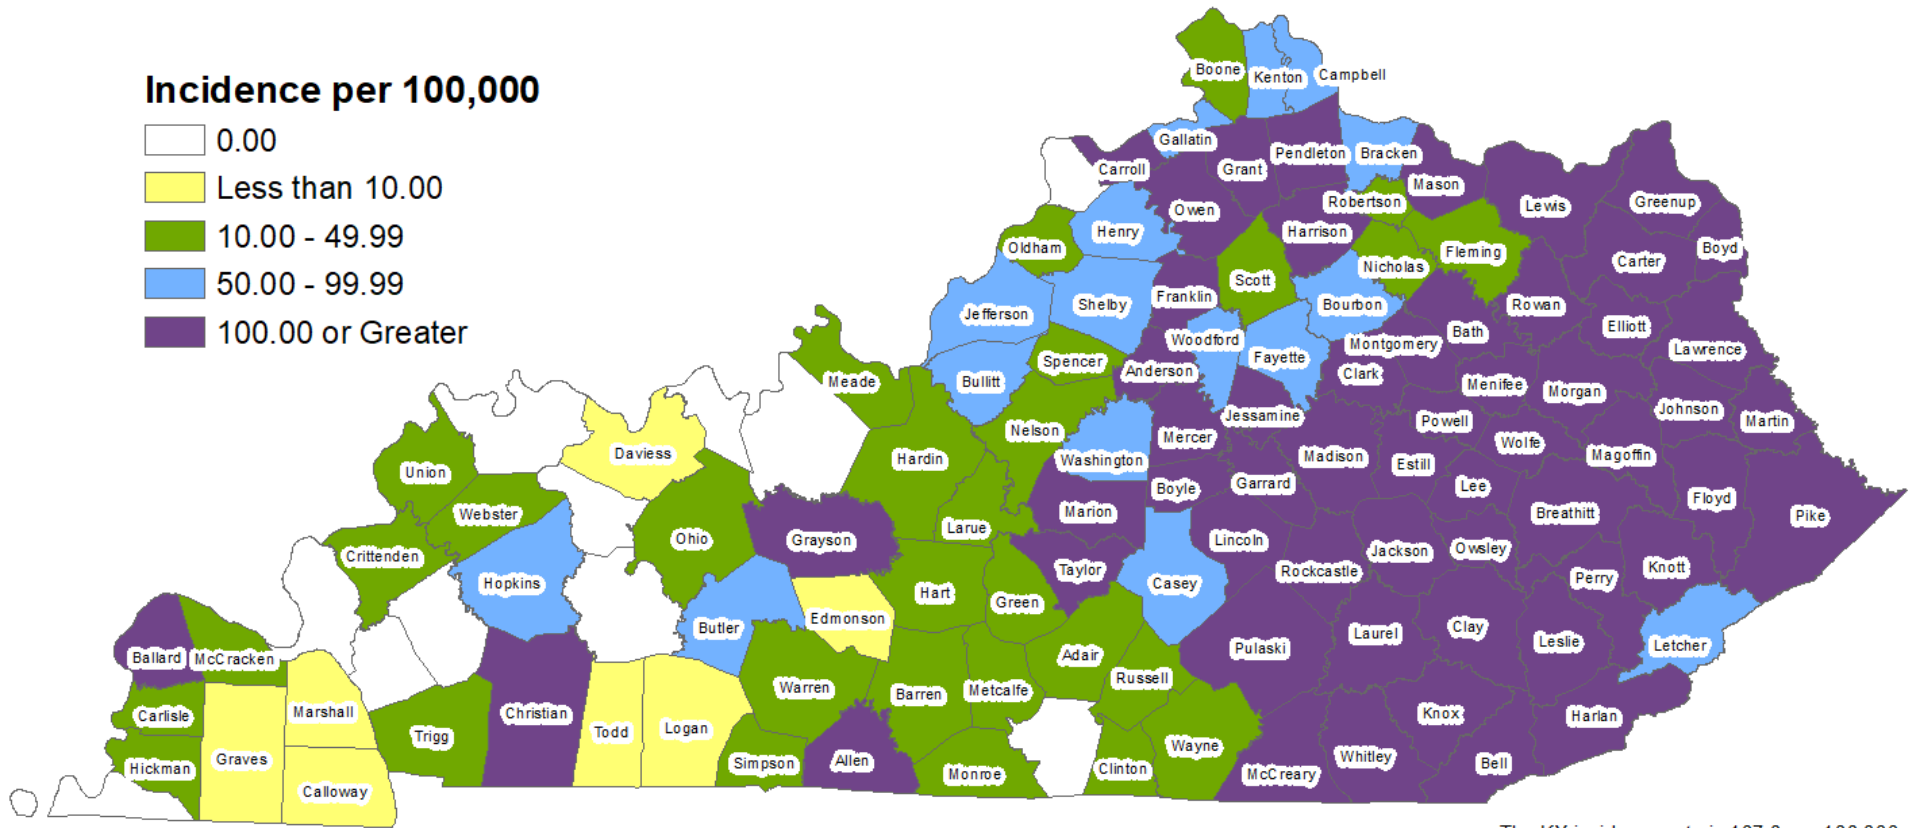 Incidence per 100,000
0.00
Less than 10.00
10.00 - 49.99
50.00 - 99.99
100.00 or Greater
Boone
Kenton
Campbell
Gallatin
Carroll
Grant
Pendleton
Bracken
Mason
Robertson
Lewis
Greenup
Owen
Henry
Oldham
Harrison
Fleming
Boyd
Carter
Nicholas
Scott
Franklin
Shelby
Jefferson
Bourbon
Rowan
Elliott
Bath
Lawrence
Woodford
Fayette
Montgomery
Spencer
Anderson
Clark
Menifee
Morgan
Bullitt
Meade
Jessamine
Johnson
Martin
Powell
Nelson
Mercer
Wolfe
Daviess
Hardin
Washington
Madison
Estill
Magoffin
Union
Boyle
Garrard
Lee
Floyd
Webster
Marion
Breathitt
Pike
Larue
Ohio
Grayson
Lincoln
Jackson
Owsley
Crittenden
Taylor
Rockcastle
Perry
Knott
Hopkins
Casey
Hart
Green
Edmonson
Butler
Laurel
Clay
Leslie
Letcher
Ballard
McCracken
Adair
Pulaski
Russell
Warren
Barren
Metcalfe
Carlisle
Marshall
Christian
Todd
Logan
Knox
Harlan
Trigg
Wayne
Graves
Hickman
Simpson
Allen
Monroe
Clinton
McCreary
Whitley
Bell
Calloway